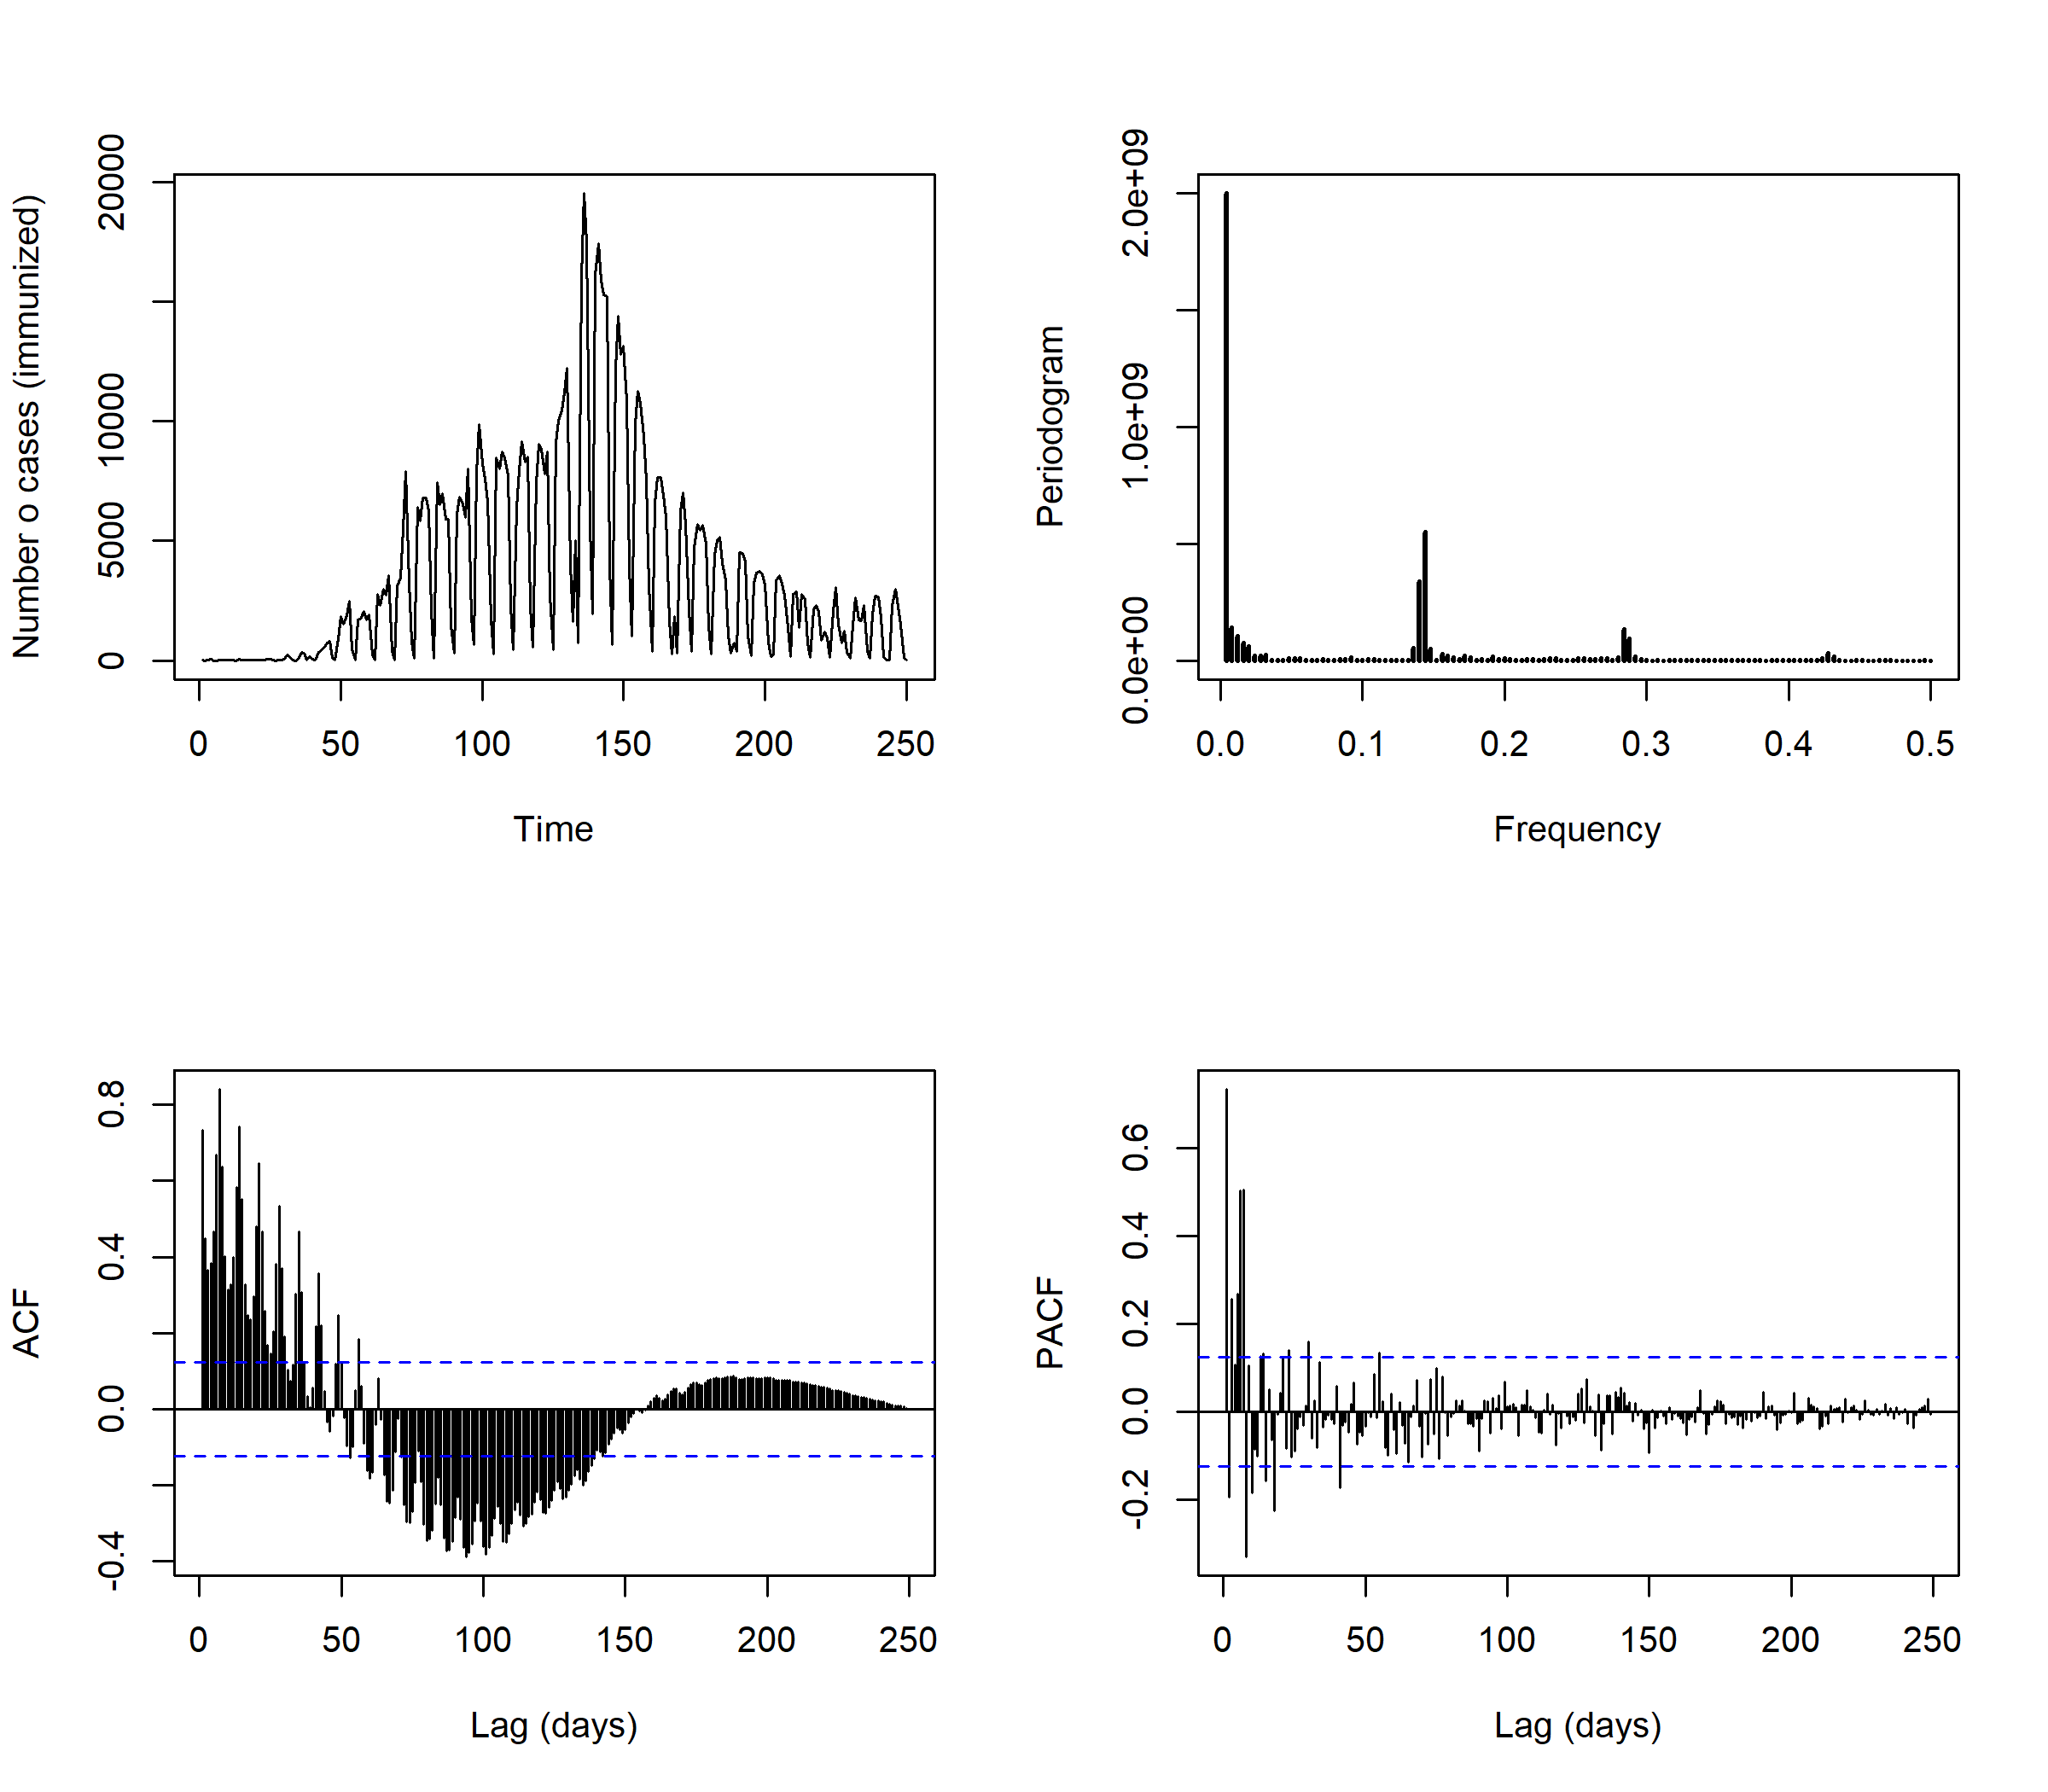 Number o cases (immunized)
0 5000 10000 20000
0 50 100 150 200 250
Time
Periodogram
0.0e+00 1.0e+09 2.0e+09
0.0 0.1 0.2 0.3 0.4 0.5
Frequency
ACF
-0.4 0.0 0.4 0.8
0 50 100 150 200 250
Lag (days)
PACF
-0.2 0.0 0.2 0.4 0.6
0 50 100 150 200 250
Lag (days)